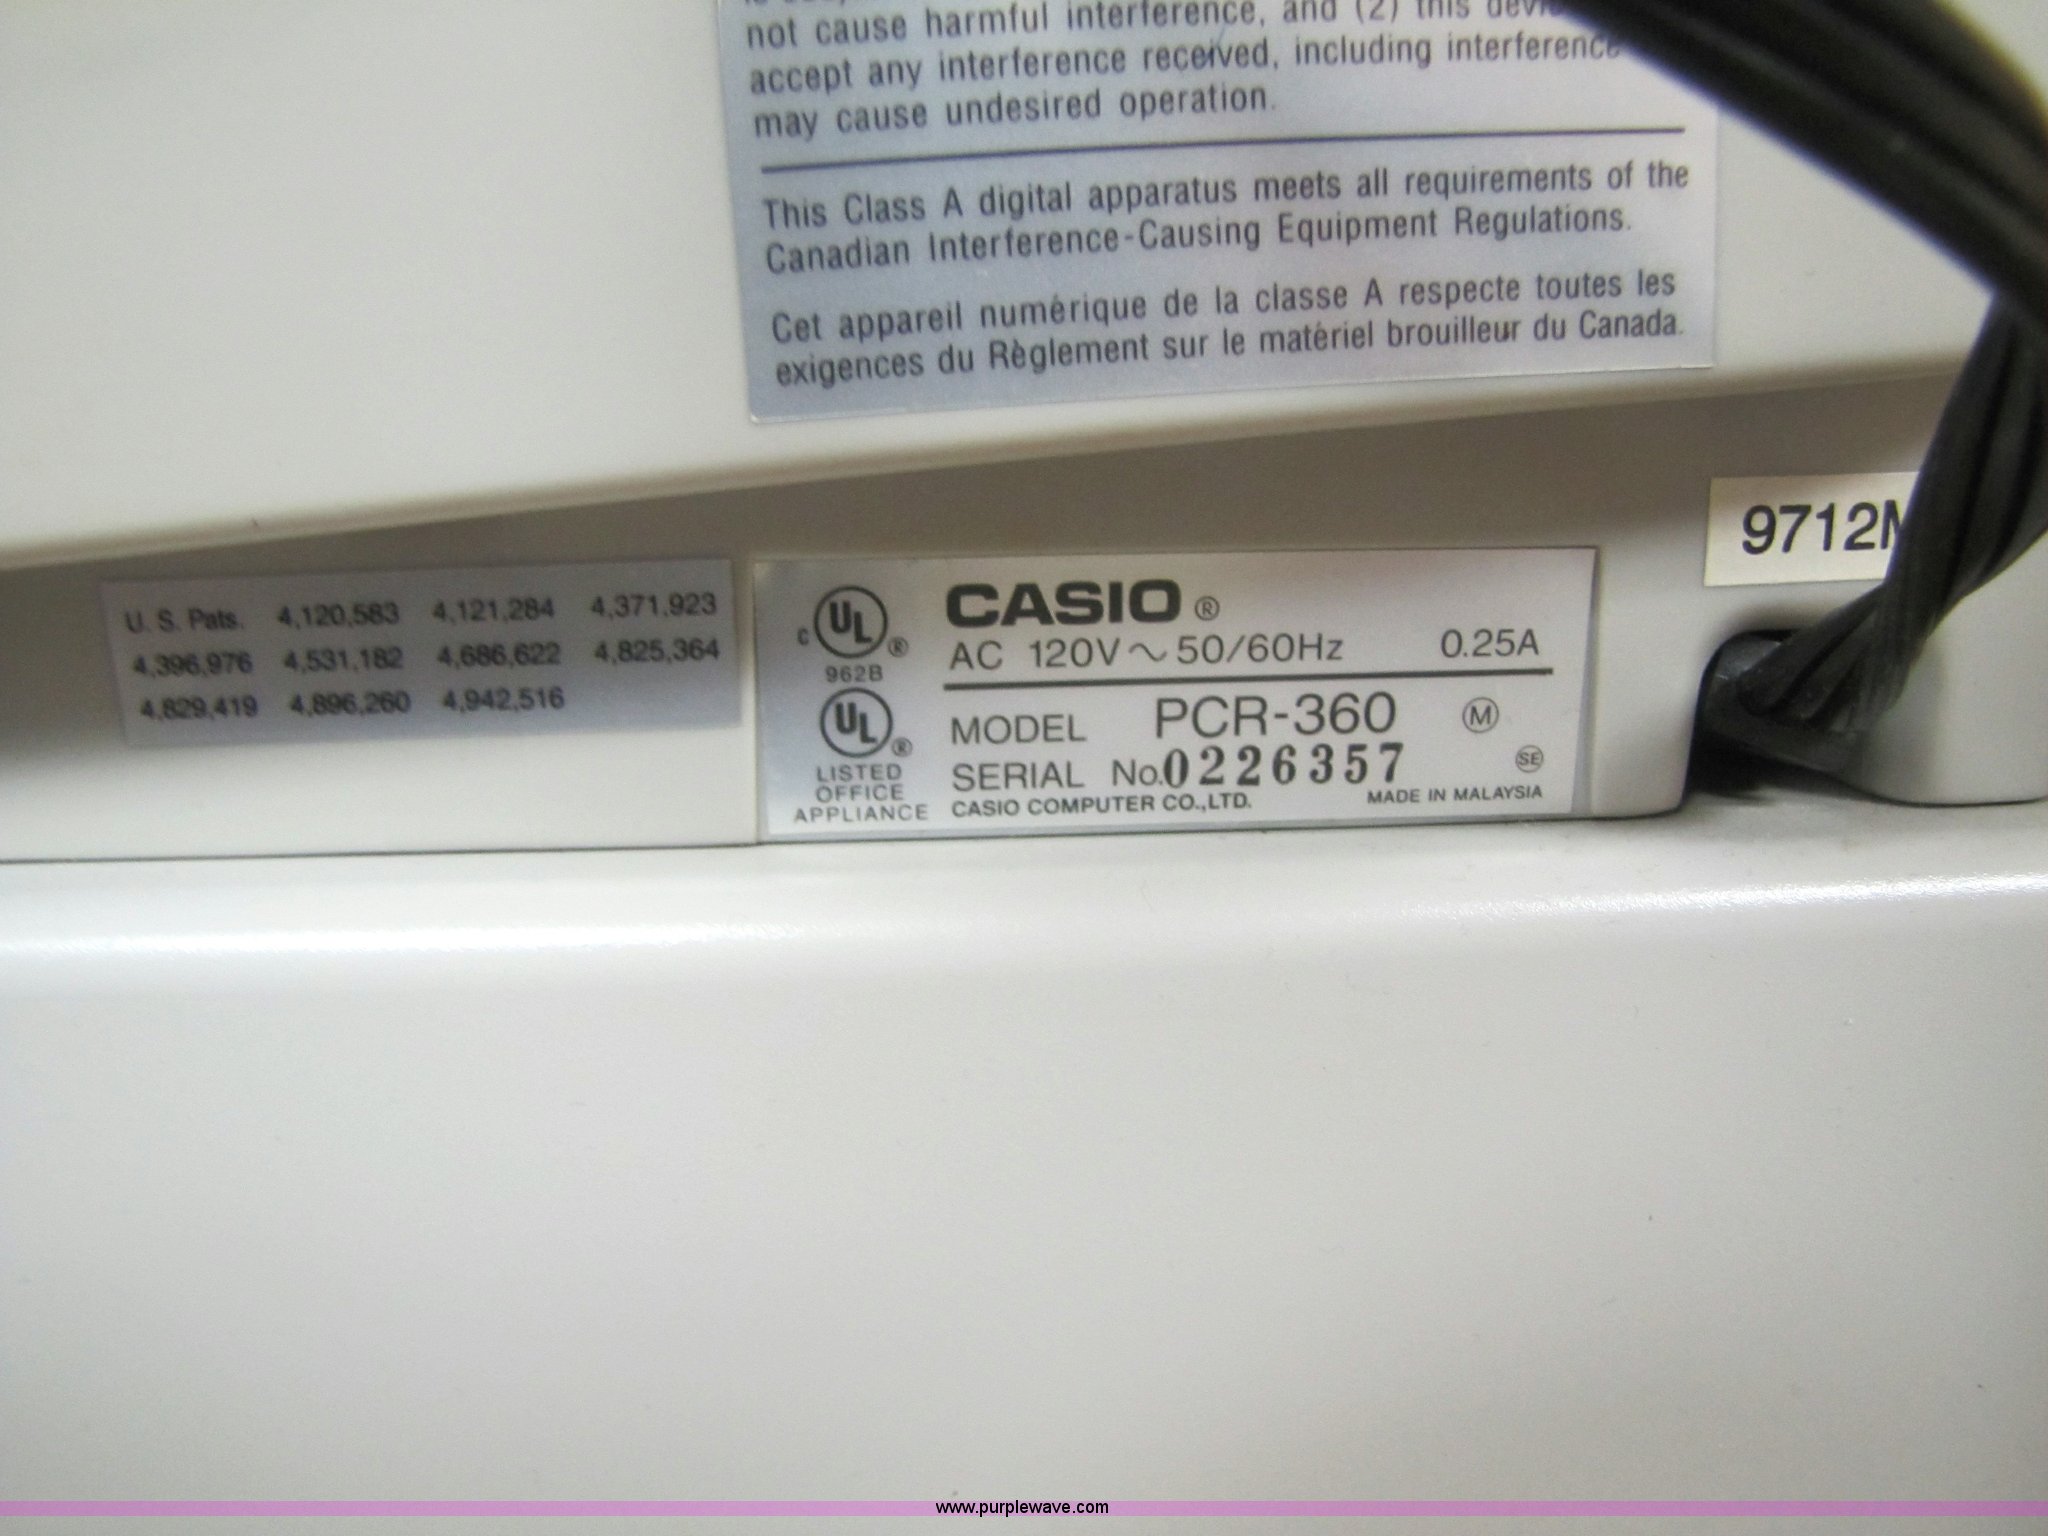 not cause harmful interference, and (2) this
accept any interference received, including interference
may cause undesired operation.
This Class A digital apparatus meets all requirements of the
Canadian Interference-Causing Equipment Regulations.
Cet appareil numérique de la classe A respecte toutes les
exigences du Règlement sur le matériel brouilleur du Canada.
9712M
U. S. Pats. 4,120,583 4,121,284 4,371,923
4,396,976 4,531,182 4,686,622 4,825,364
4,829,419 4,896,260 4,942,516
C UL ®
962B
UL ®
LISTED
OFFICE
APPLIANCE
CASIO ®
AC 120V ~ 50/60Hz 0.25A
MODEL PCR-360 M
SERIAL No. 0226357 SE
CASIO COMPUTER CO.,LTD. MADE IN MALAYSIA
www.purplewave.com